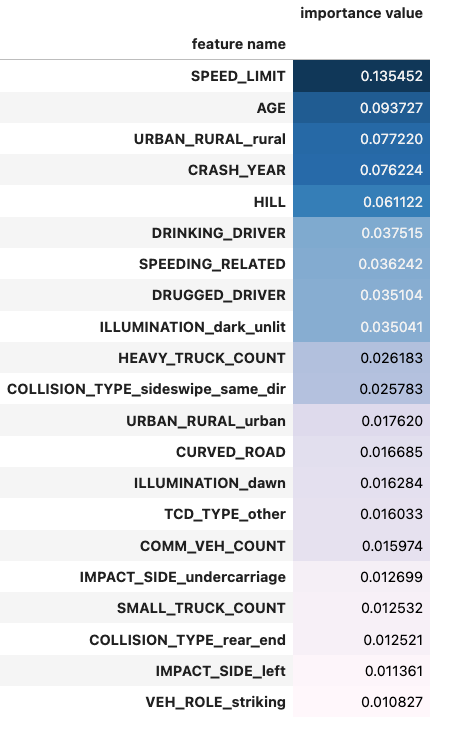 importance value
feature name
SPEED_LIMIT 0.135452
AGE 0.093727
URBAN_RURAL_rural 0.077220
CRASH_YEAR 0.076224
HILL 0.061122
DRINKING_DRIVER 0.037515
SPEEDING_RELATED 0.036242
DRUGGED_DRIVER 0.035104
ILLUMINATION_dark_unlit 0.035041
HEAVY_TRUCK_COUNT 0.026183
COLLISION_TYPE_sideswipe_same_dir 0.025783
URBAN_RURAL_urban 0.017620
CURVED_ROAD 0.016685
ILLUMINATION_dawn 0.016284
TCD_TYPE_other 0.016033
COMM_VEH_COUNT 0.015974
IMPACT_SIDE_undercarriage 0.012699
SMALL_TRUCK_COUNT 0.012532
COLLISION_TYPE_rear_end 0.012521
IMPACT_SIDE_left 0.011361
VEH_ROLE_striking 0.010827